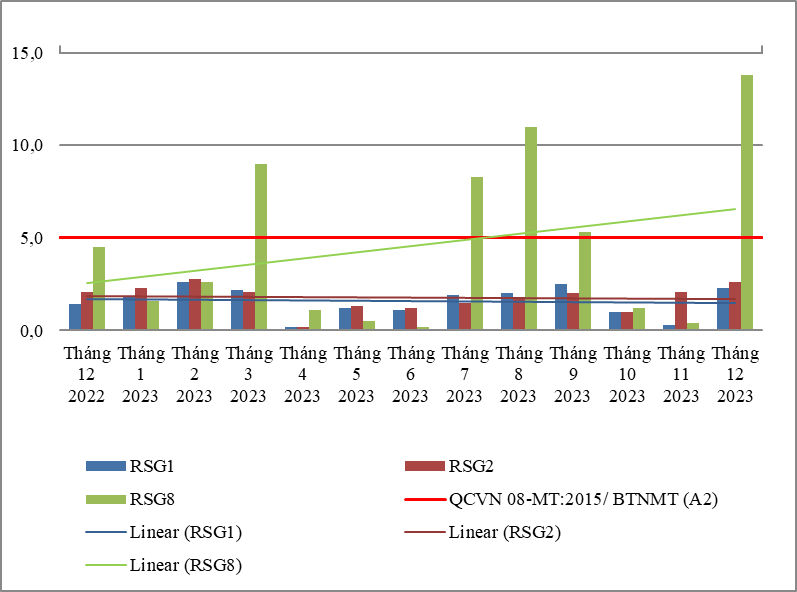 15,0
10,0
5,0
0,0
Tháng 12 2022
Tháng 1 2023
Tháng 2 2023
Tháng 3 2023
Tháng 4 2023
Tháng 5 2023
Tháng 6 2023
Tháng 7 2023
Tháng 8 2023
Tháng 9 2023
Tháng 10 2023
Tháng 11 2023
Tháng 12 2023
RSG1
RSG2
RSG8
QCVN 08-MT:2015/ BTNMT (A2)
Linear (RSG1)
Linear (RSG2)
Linear (RSG8)